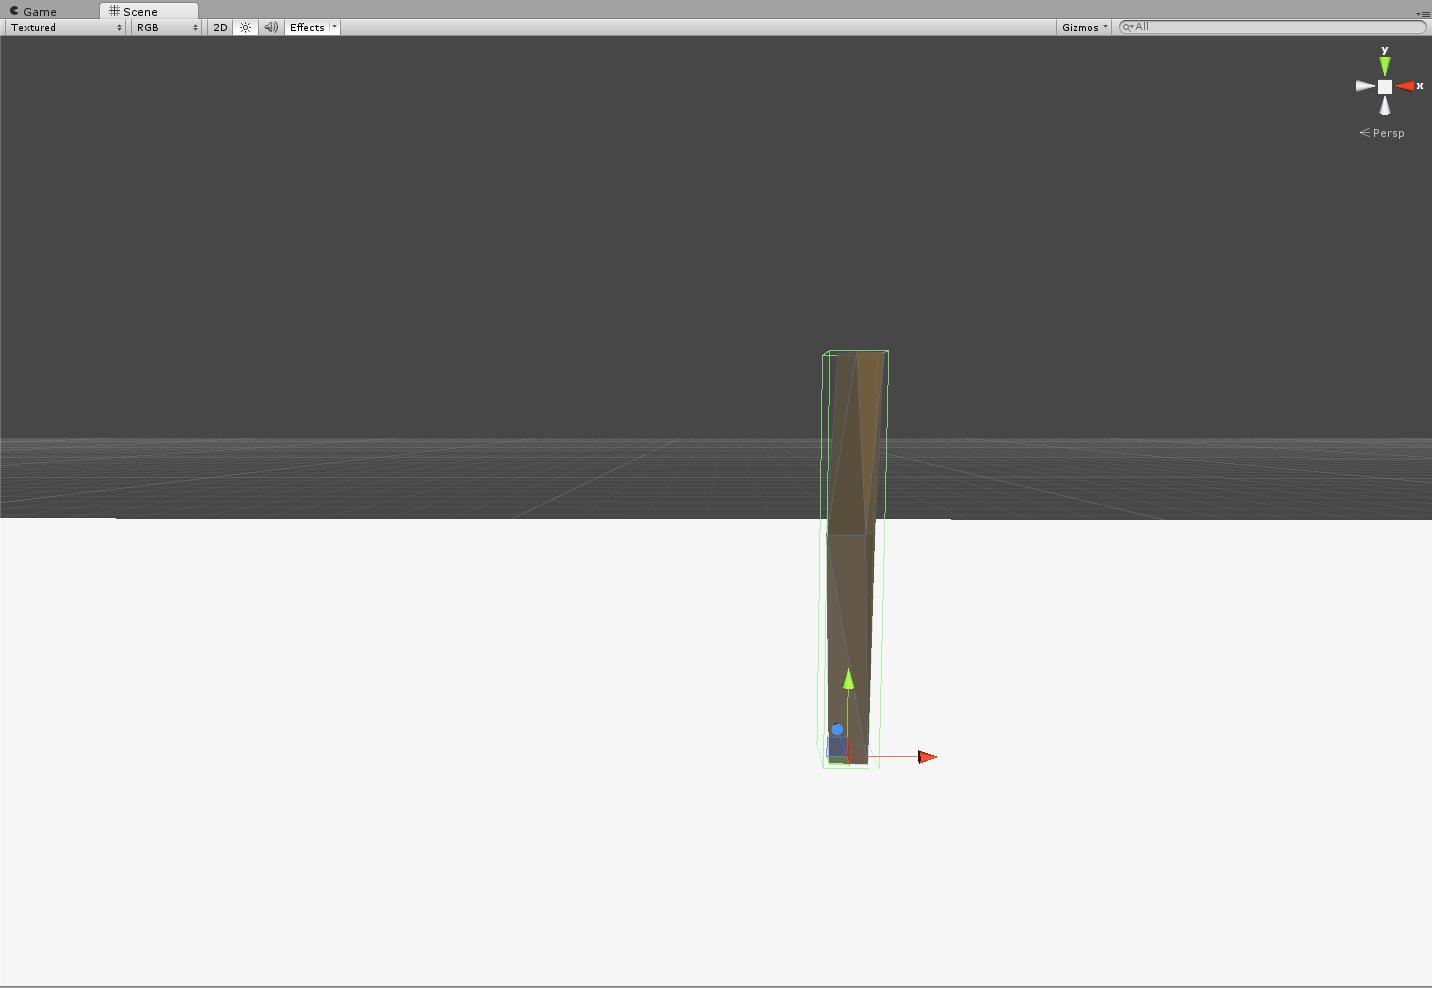 Game Scene
Textured RGB 2D Effects Gizmos All
y
x
Persp